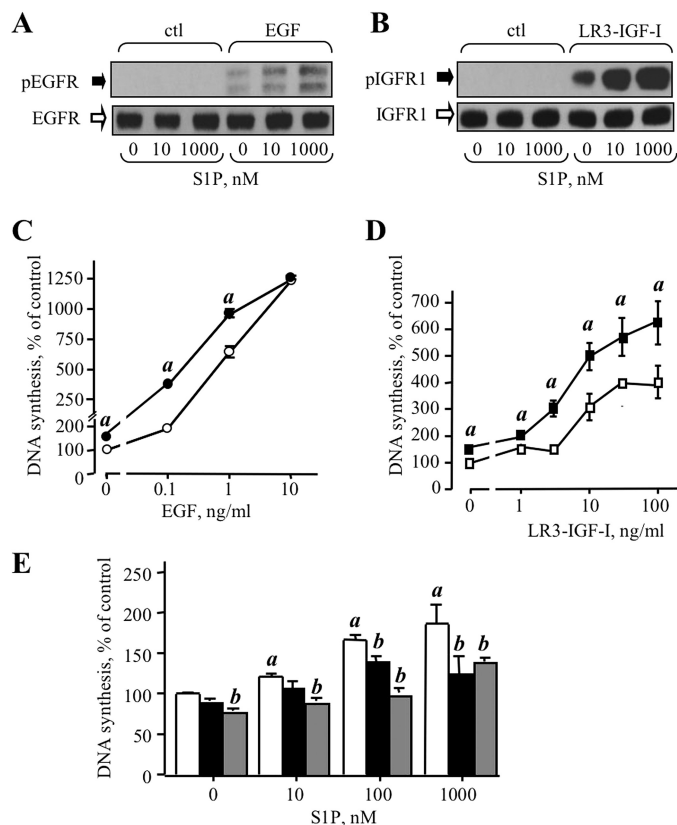 A
ctl EGF
pEGFR
EGFR
0 10 1000 0 10 1000
S1P, nM
B
ctl LR3-IGF-I
pIGFR1
IGFR1
0 10 1000 0 10 1000
S1P, nM
C
DNA synthesis, % of control
1250
1000
750
500
200
100
0
a
a
a
0 0.1 1 10
EGF, ng/ml
D
DNA synthesis, % of control
700
600
500
400
300
200
100
0
a a a a a a
0 1 10 100
LR3-IGF-I, ng/ml
E
DNA synthesis, % of control
250
200
150
100
50
0
b
a b
a b b
a b b
0 10 100 1000
S1P, nM